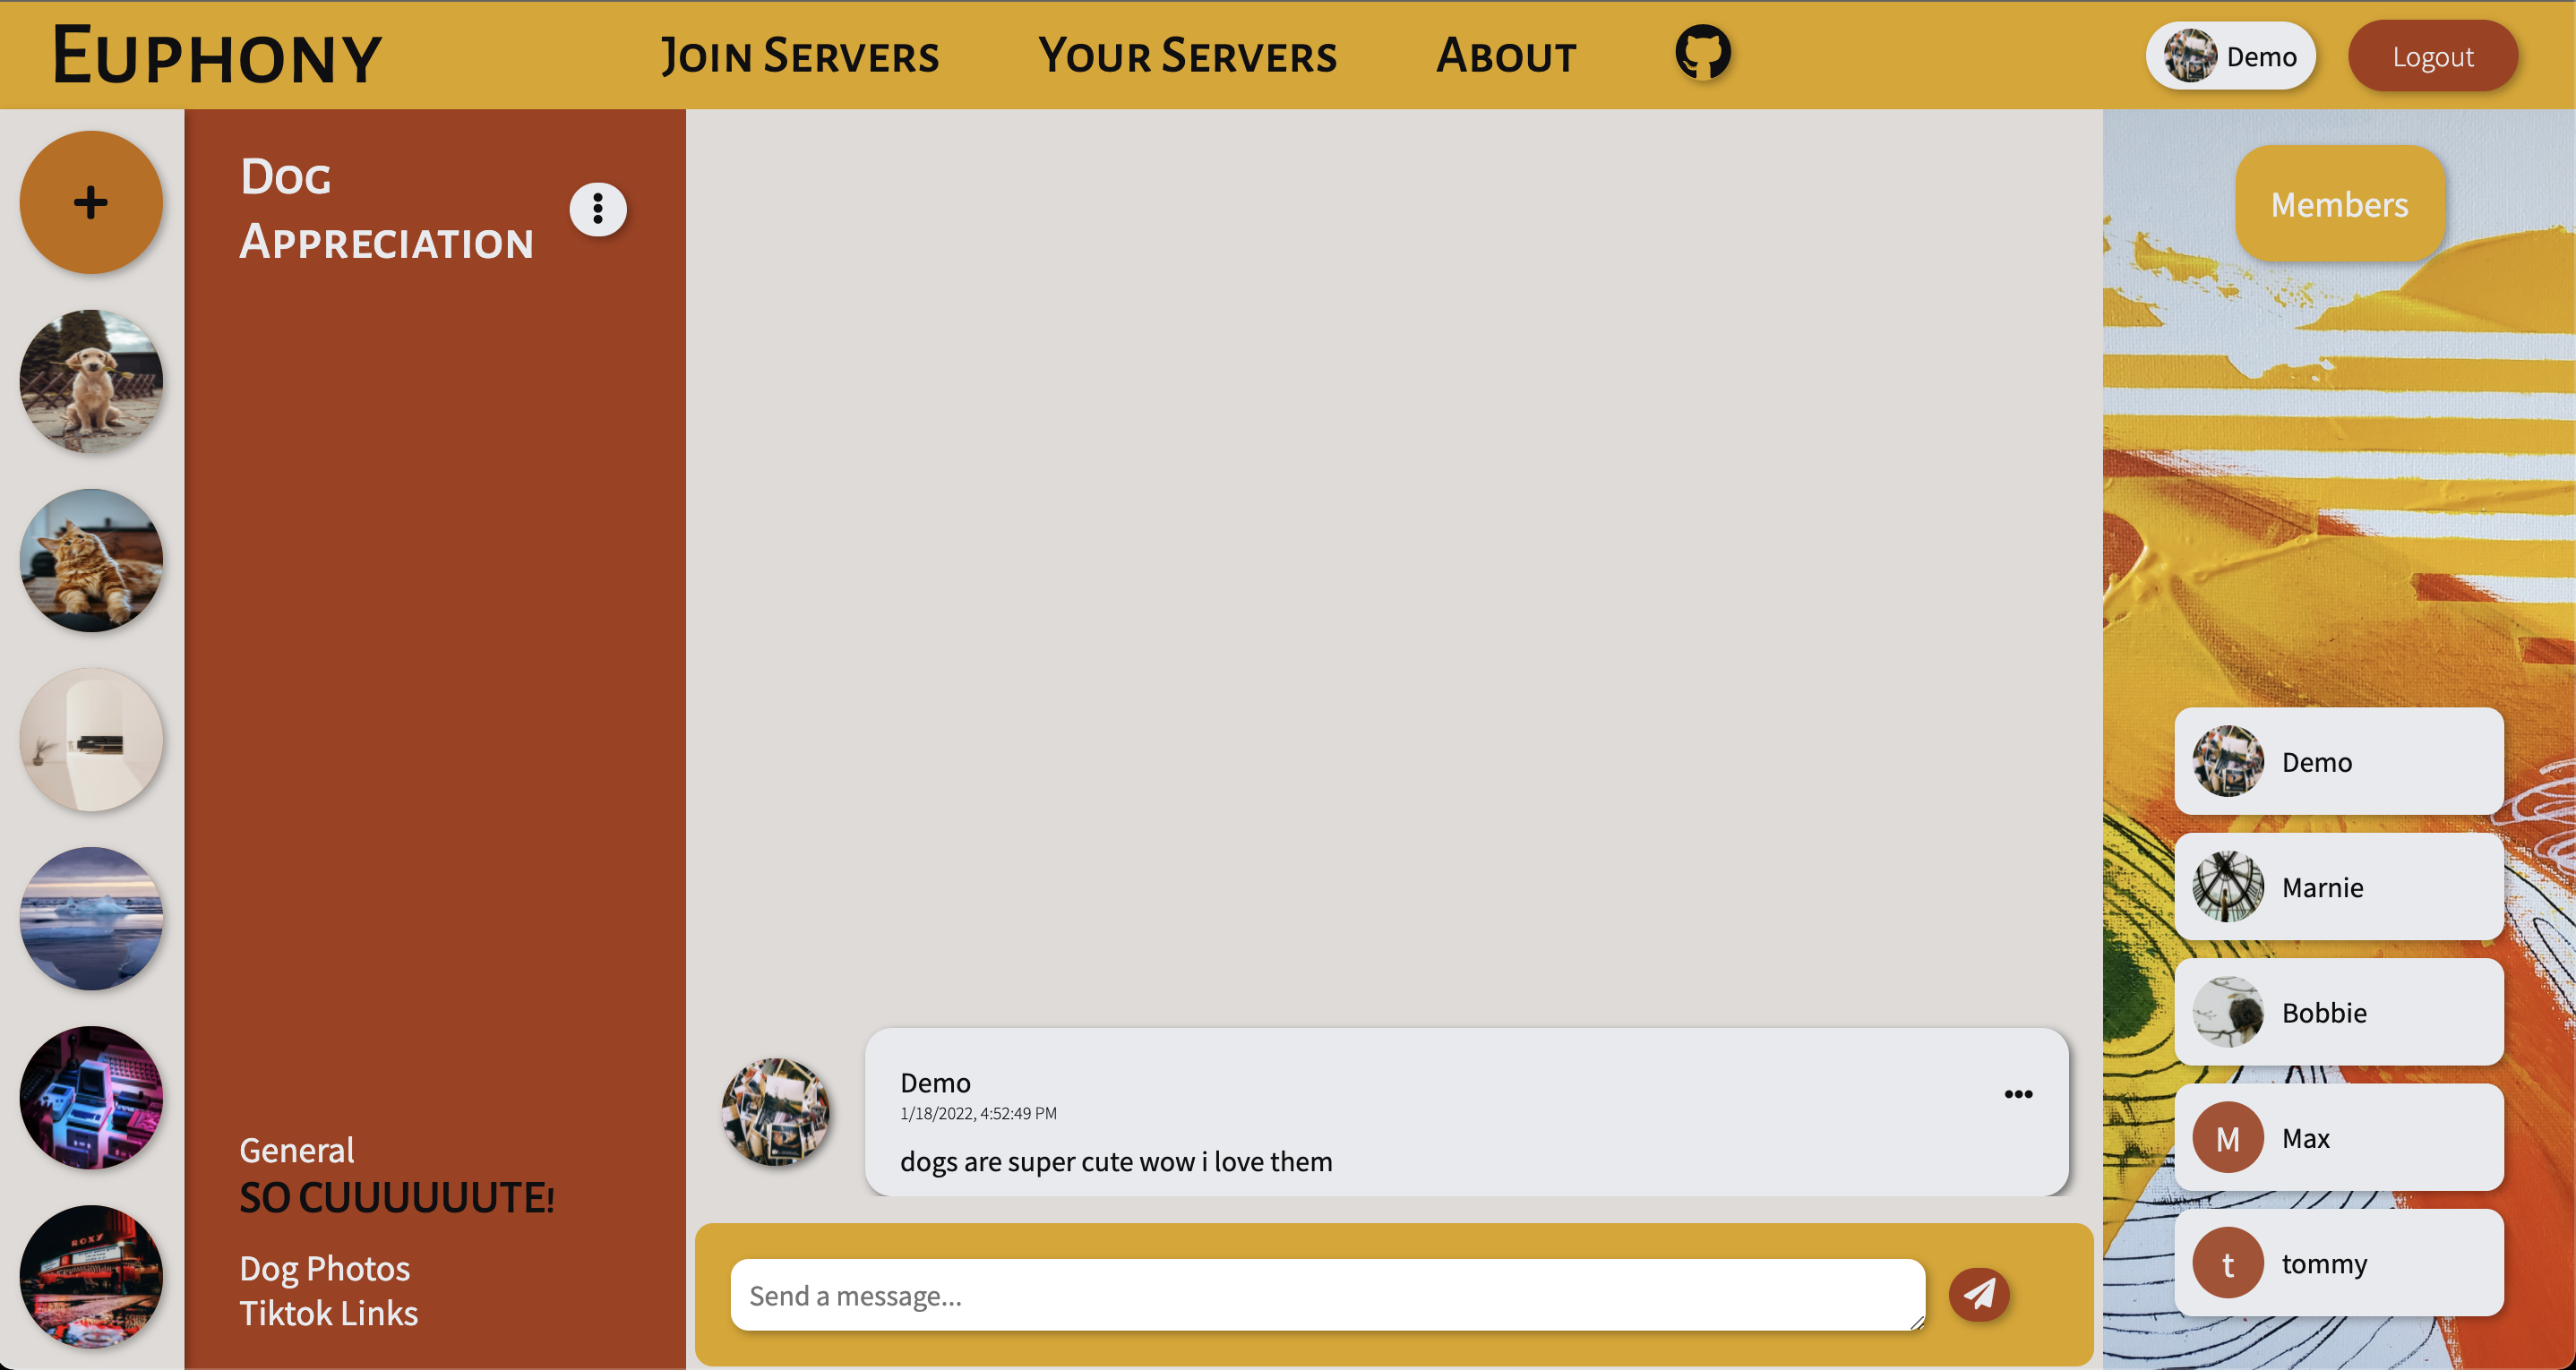 Euphony
Join Servers
Your Servers
About
Demo
Logout
Dog
Appreciation
General
SO CUUUUUUTE!
Dog Photos
Tiktok Links
ROXY
Demo
1/18/2022, 4:52:49 PM
dogs are super cute wow i love them
Send a message...
Members
Demo
Marnie
Bobbie
M
Max
t
tommy